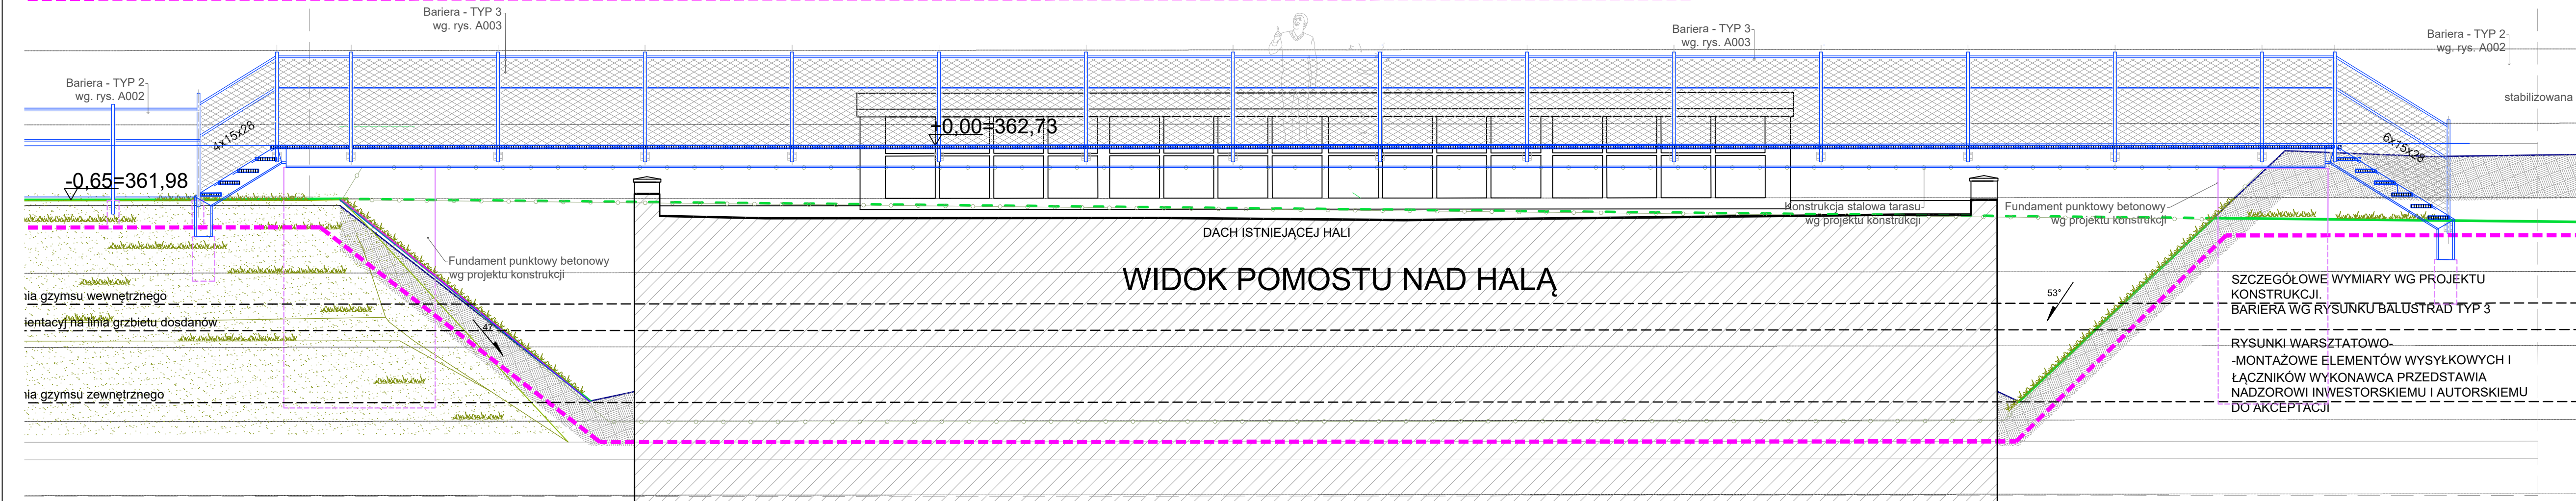 Bariera - TYP 3
wg. rys. A003
Bariera - TYP 3
wg. rys. A003
Bariera - TYP 2
wg. rys. A002
Bariera - TYP 2
wg. rys. A002
stabilizowana
4x15x28
+0,00=362,73
6x15x28
-0,65=361,98
Konstrukcja stalowa tarasu
wg projektu konstrukcji
Fundament punktowy betonowy
wg projektu konstrukcji
DACH ISTNIEJĄCEJ HALI
Fundament punktowy betonowy
wg projektu konstrukcji
WIDOK POMOSTU NAD HALĄ
SZCZEGÓŁOWE WYMIARY WG PROJEKTU
KONSTRUKCJI.
BARIERA WG RYSUNKU BALUSTRAD TYP 3
53°
nia gzymsu wewnętrznego
ientacyj na linia grzbietu dosdanów
47°
RYSUNKI WARSZTATOWO-
-MONTAŻOWE ELEMENTÓW WYSYŁKOWYCH I
ŁĄCZNIKÓW WYKONAWCA PRZEDSTAWIA
NADZOROWI INWESTORSKIEMU I AUTORSKIEMU
DO AKCEPTACJI
nia gzymsu zewnętrznego